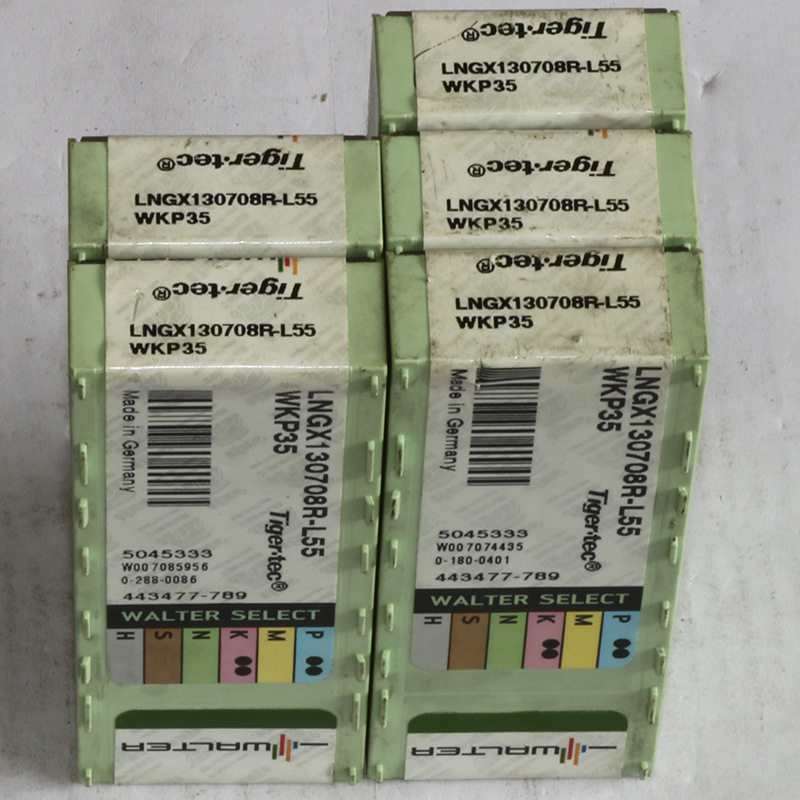 Tiger·tec®
LNGX130708R-L55
WKP35
Tiger·tec®
LNGX130708R-L55
WKP35
Tiger·tec®
LNGX130708R-L55
WKP35
Tiger·tec®
LNGX130708R-L55
WKP35
Tiger·tec®
LNGX130708R-L55
WKP35
LNGX130708R-L55
WKP35
Tiger·tec®
Made in Germany
5045333
W007085956
0-288-0086
443477-789
WALTER SELECT
H S N K M P
WALTER
LNGX130708R-L55
WKP35
Tiger·tec®
Made in Germany
5045333
W007074435
0-180-0401
443477-789
WALTER SELECT
H S N K M P
WALTER